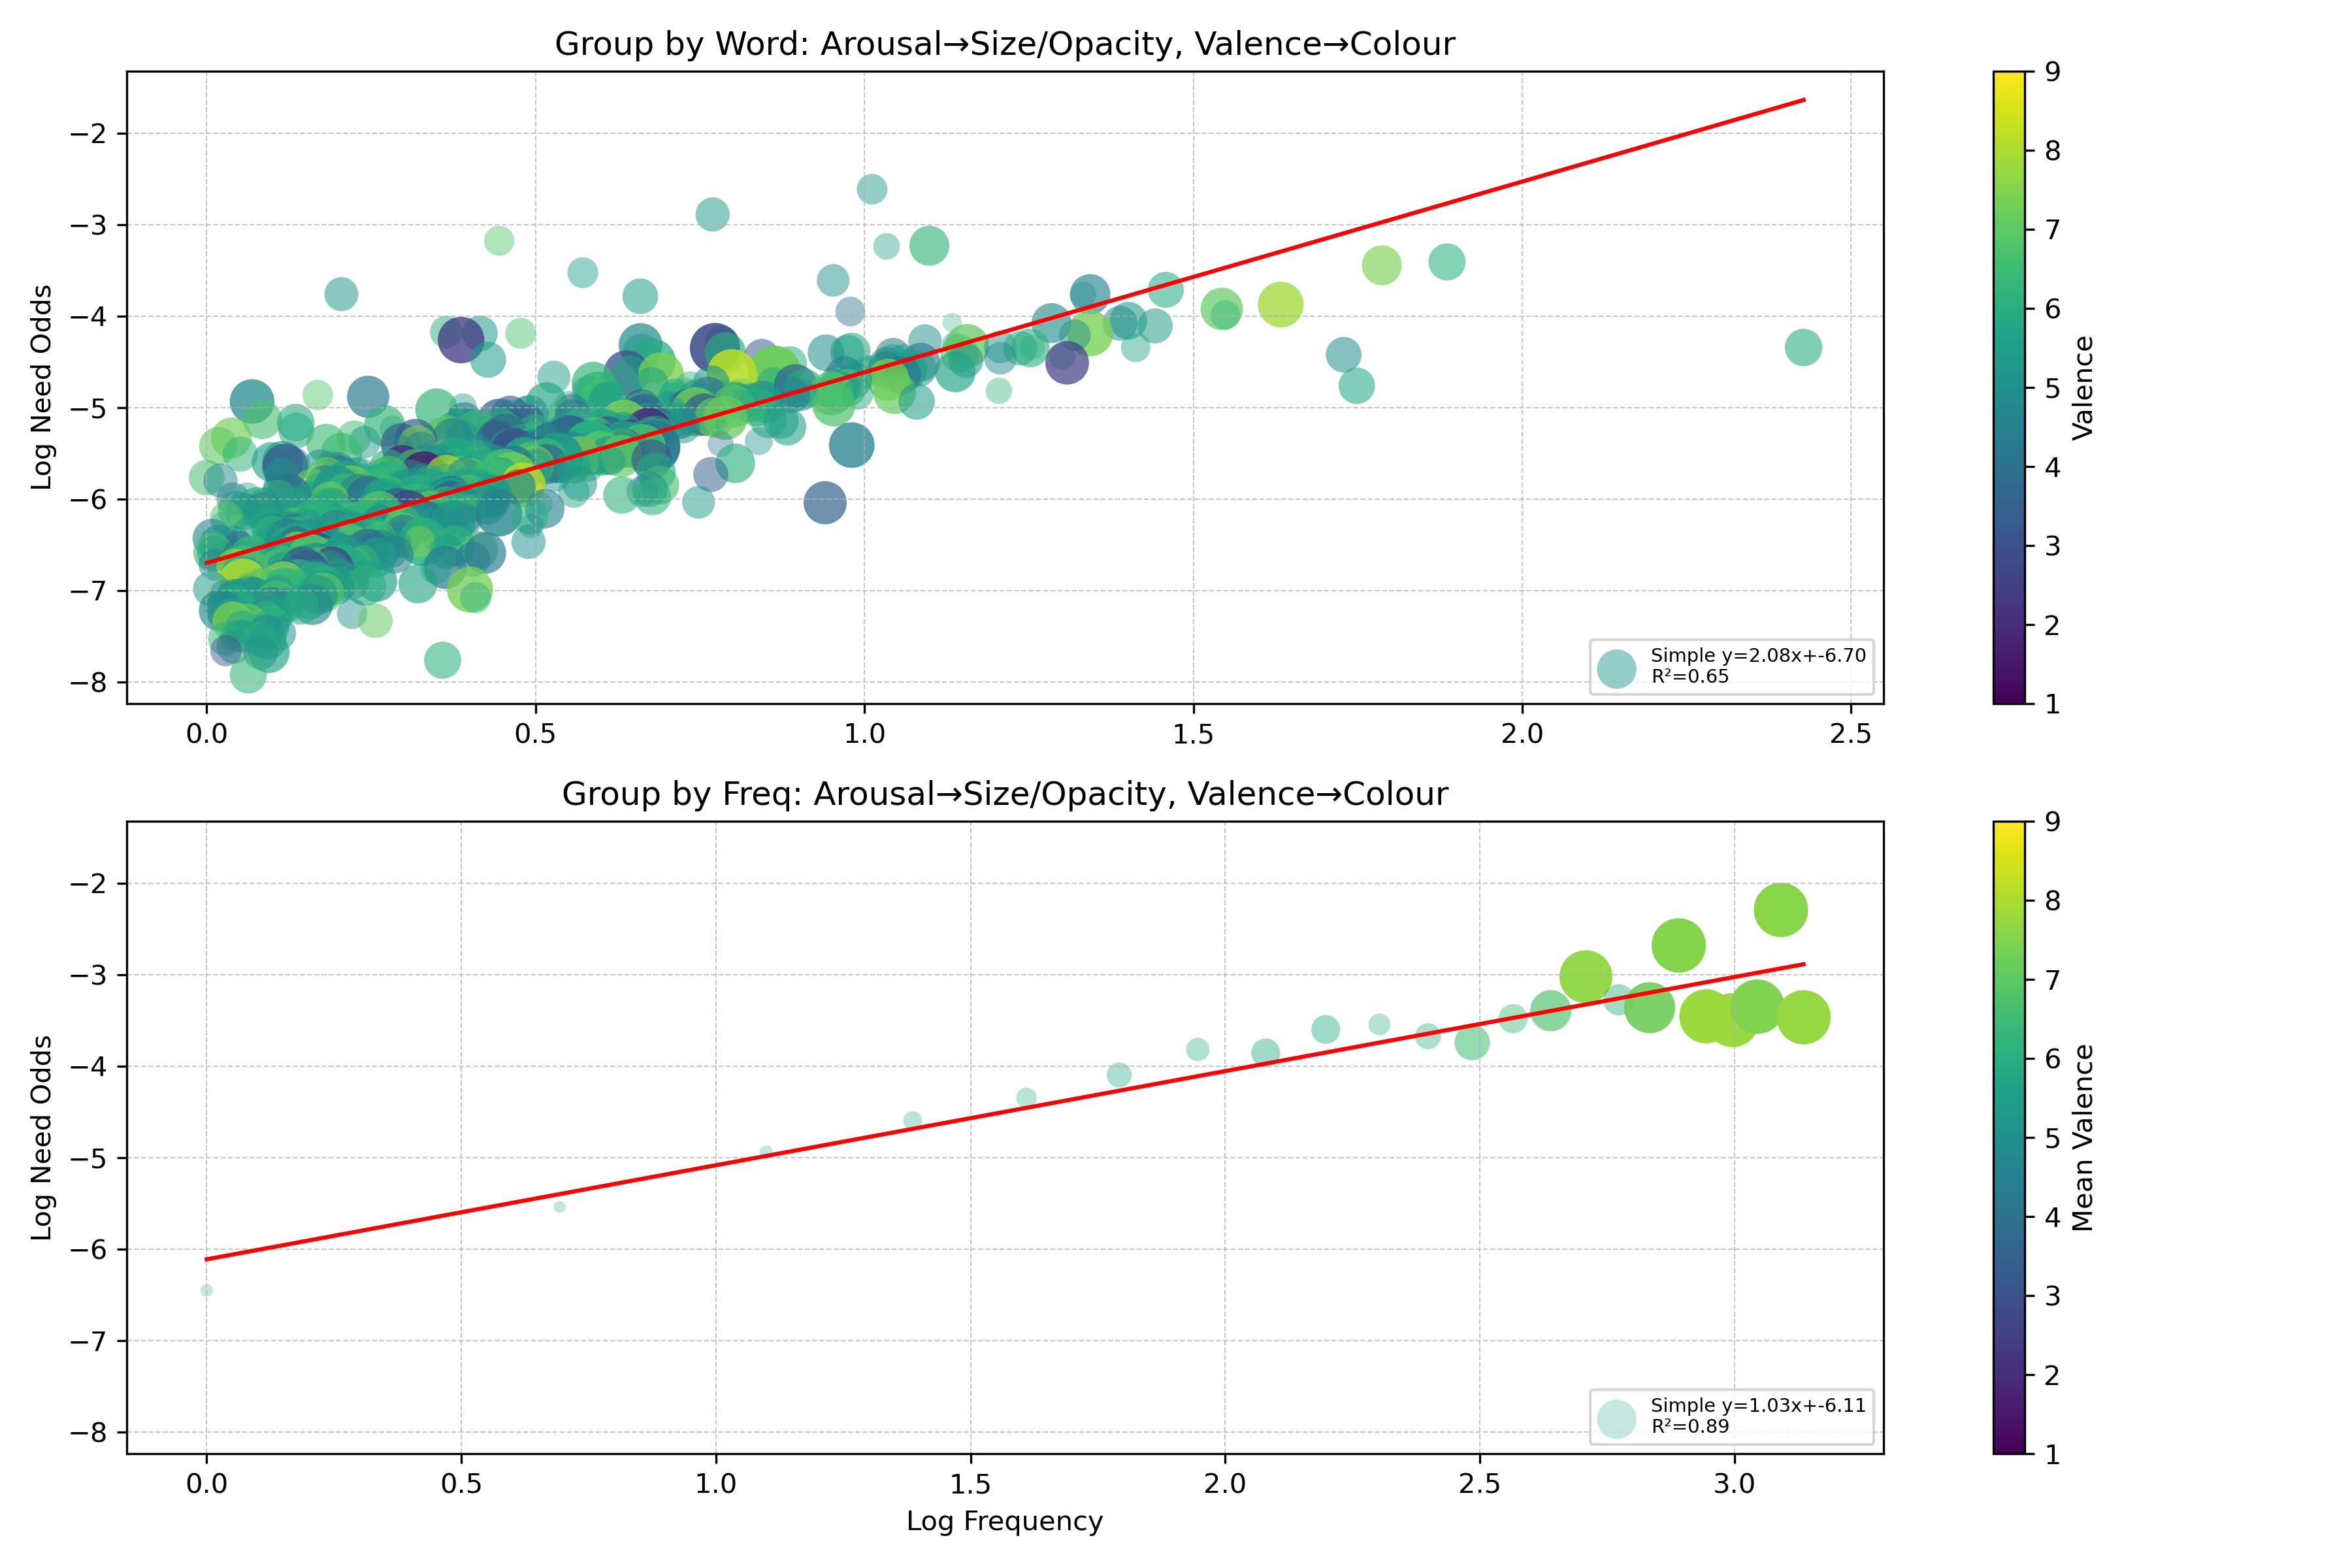 Group by Word: Arousal→Size/Opacity, Valence→Colour
Log Need Odds
−2
−3
−4
−5
−6
−7
−8
0.0 0.5 1.0 1.5 2.0 2.5
Simple y=2.08x+-6.70
R²=0.65
9
8
7
6
5
4
3
2
1
Valence
Group by Freq: Arousal→Size/Opacity, Valence→Colour
Log Need Odds
−2
−3
−4
−5
−6
−7
−8
0.0 0.5 1.0 1.5 2.0 2.5 3.0
Log Frequency
Simple y=1.03x+-6.11
R²=0.89
9
8
7
6
5
4
3
2
1
Mean Valence